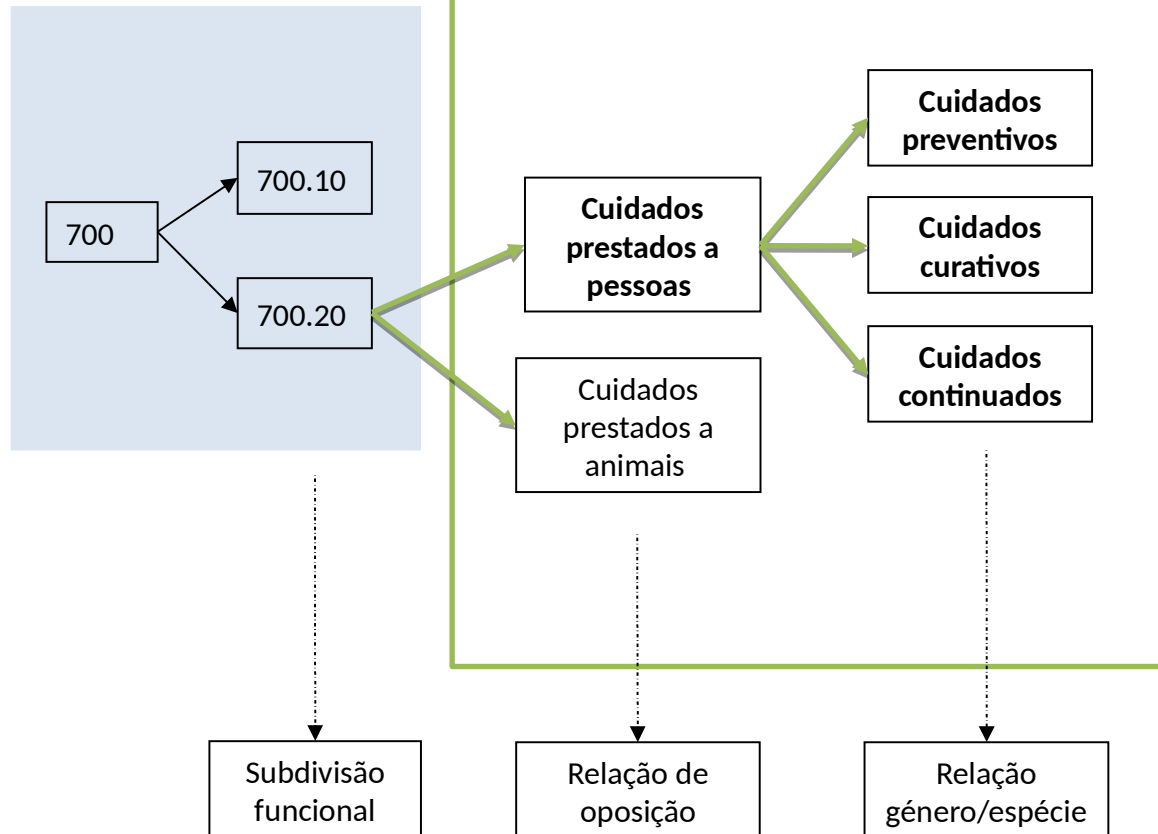 700
700.10
700.20
Cuidados
prestados a
pessoas
Cuidados
prestados a
animais
Cuidados
preventivos
Cuidados
curativos
Cuidados
continuados
Subdivisão
funcional
Relação de
oposição
Relação
género/espécie